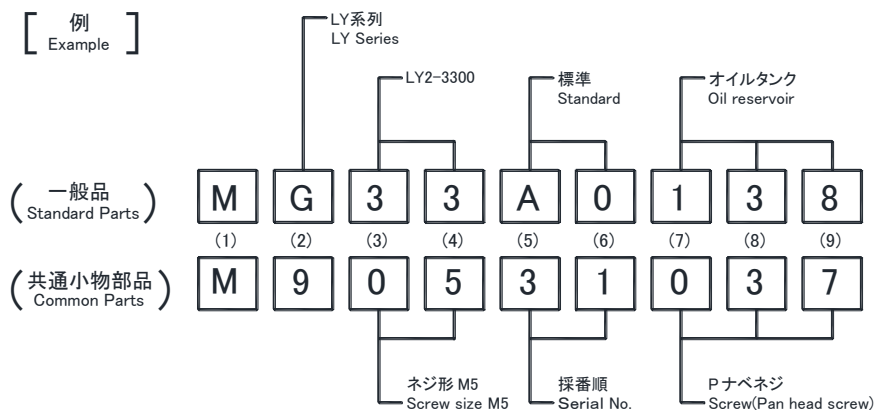 例
Example
LY系列
LY Series
LY2-3300
標準
Standard
オイルタンク
Oil reservoir
一般品
Standard Parts
M G 3 3 A 0 1 3 8
(1) (2) (3) (4) (5) (6) (7) (8) (9)
共通小物部品
Common Parts
M 9 0 5 3 1 0 3 7
ネジ形 M5
Screw size M5
採番順
Serial No.
Pナベネジ
Screw(Pan head screw)